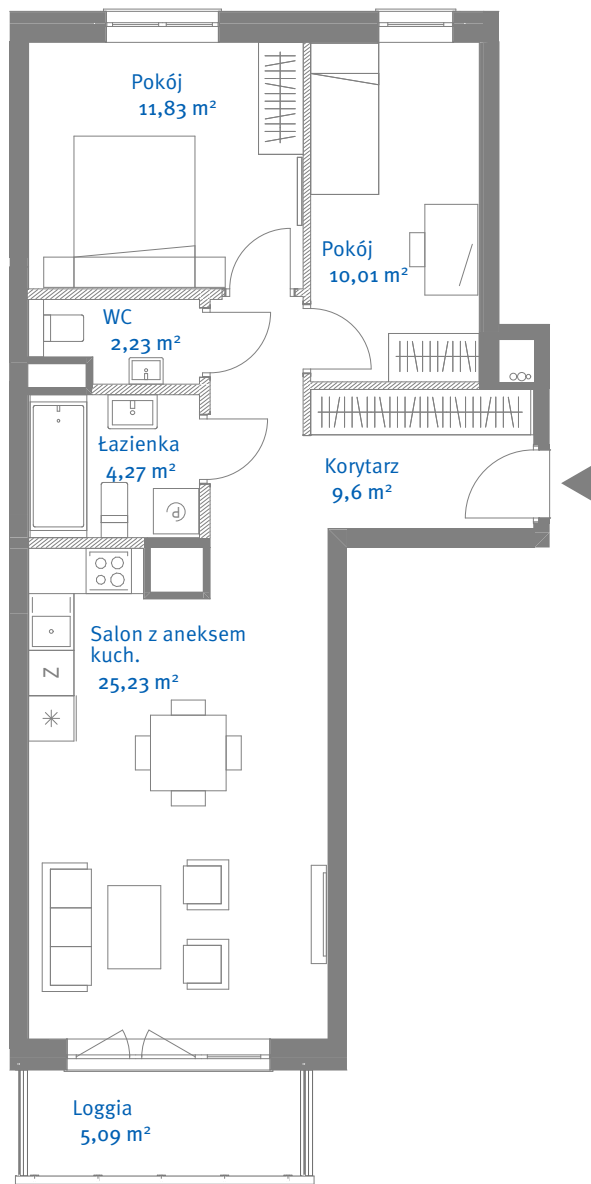 Pokój
11,83 m²
Pokój
10,01 m²
WC
2,23 m²
Łazienka
4,27 m²
P
Korytarz
9,6 m²
Salon z aneksem
kuch.
25,23 m²
Z
Loggia
5,09 m²